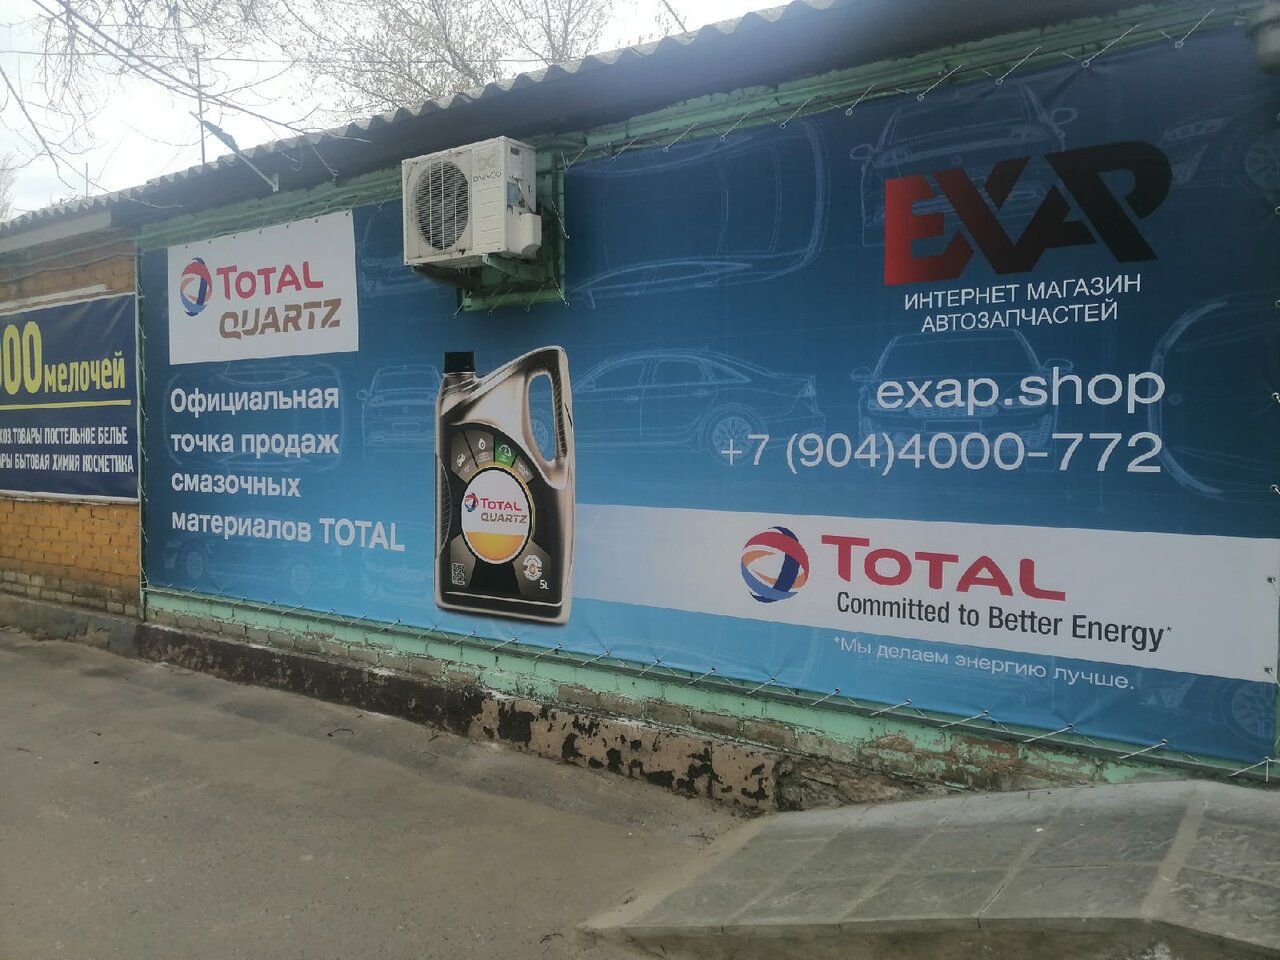 00мелочей
ХОЗ.ТОВАРЫ ПОСТЕЛЬНОЕ БЕЛЬЕ
БЫТОВАЯ ХИМИЯ КОСМЕТИКА
TOTAL
QUARTZ
Официальная
точка продаж
смазочных
материалов TOTAL
DAEWOO
TOTAL
QUARTZ
5L
EXAP
ИНТЕРНЕТ МАГАЗИН
АВТОЗАПЧАСТЕЙ
exap.shop
+7 (904)4000-772
TOTAL
Committed to Better Energy*
*Мы делаем энергию лучше.